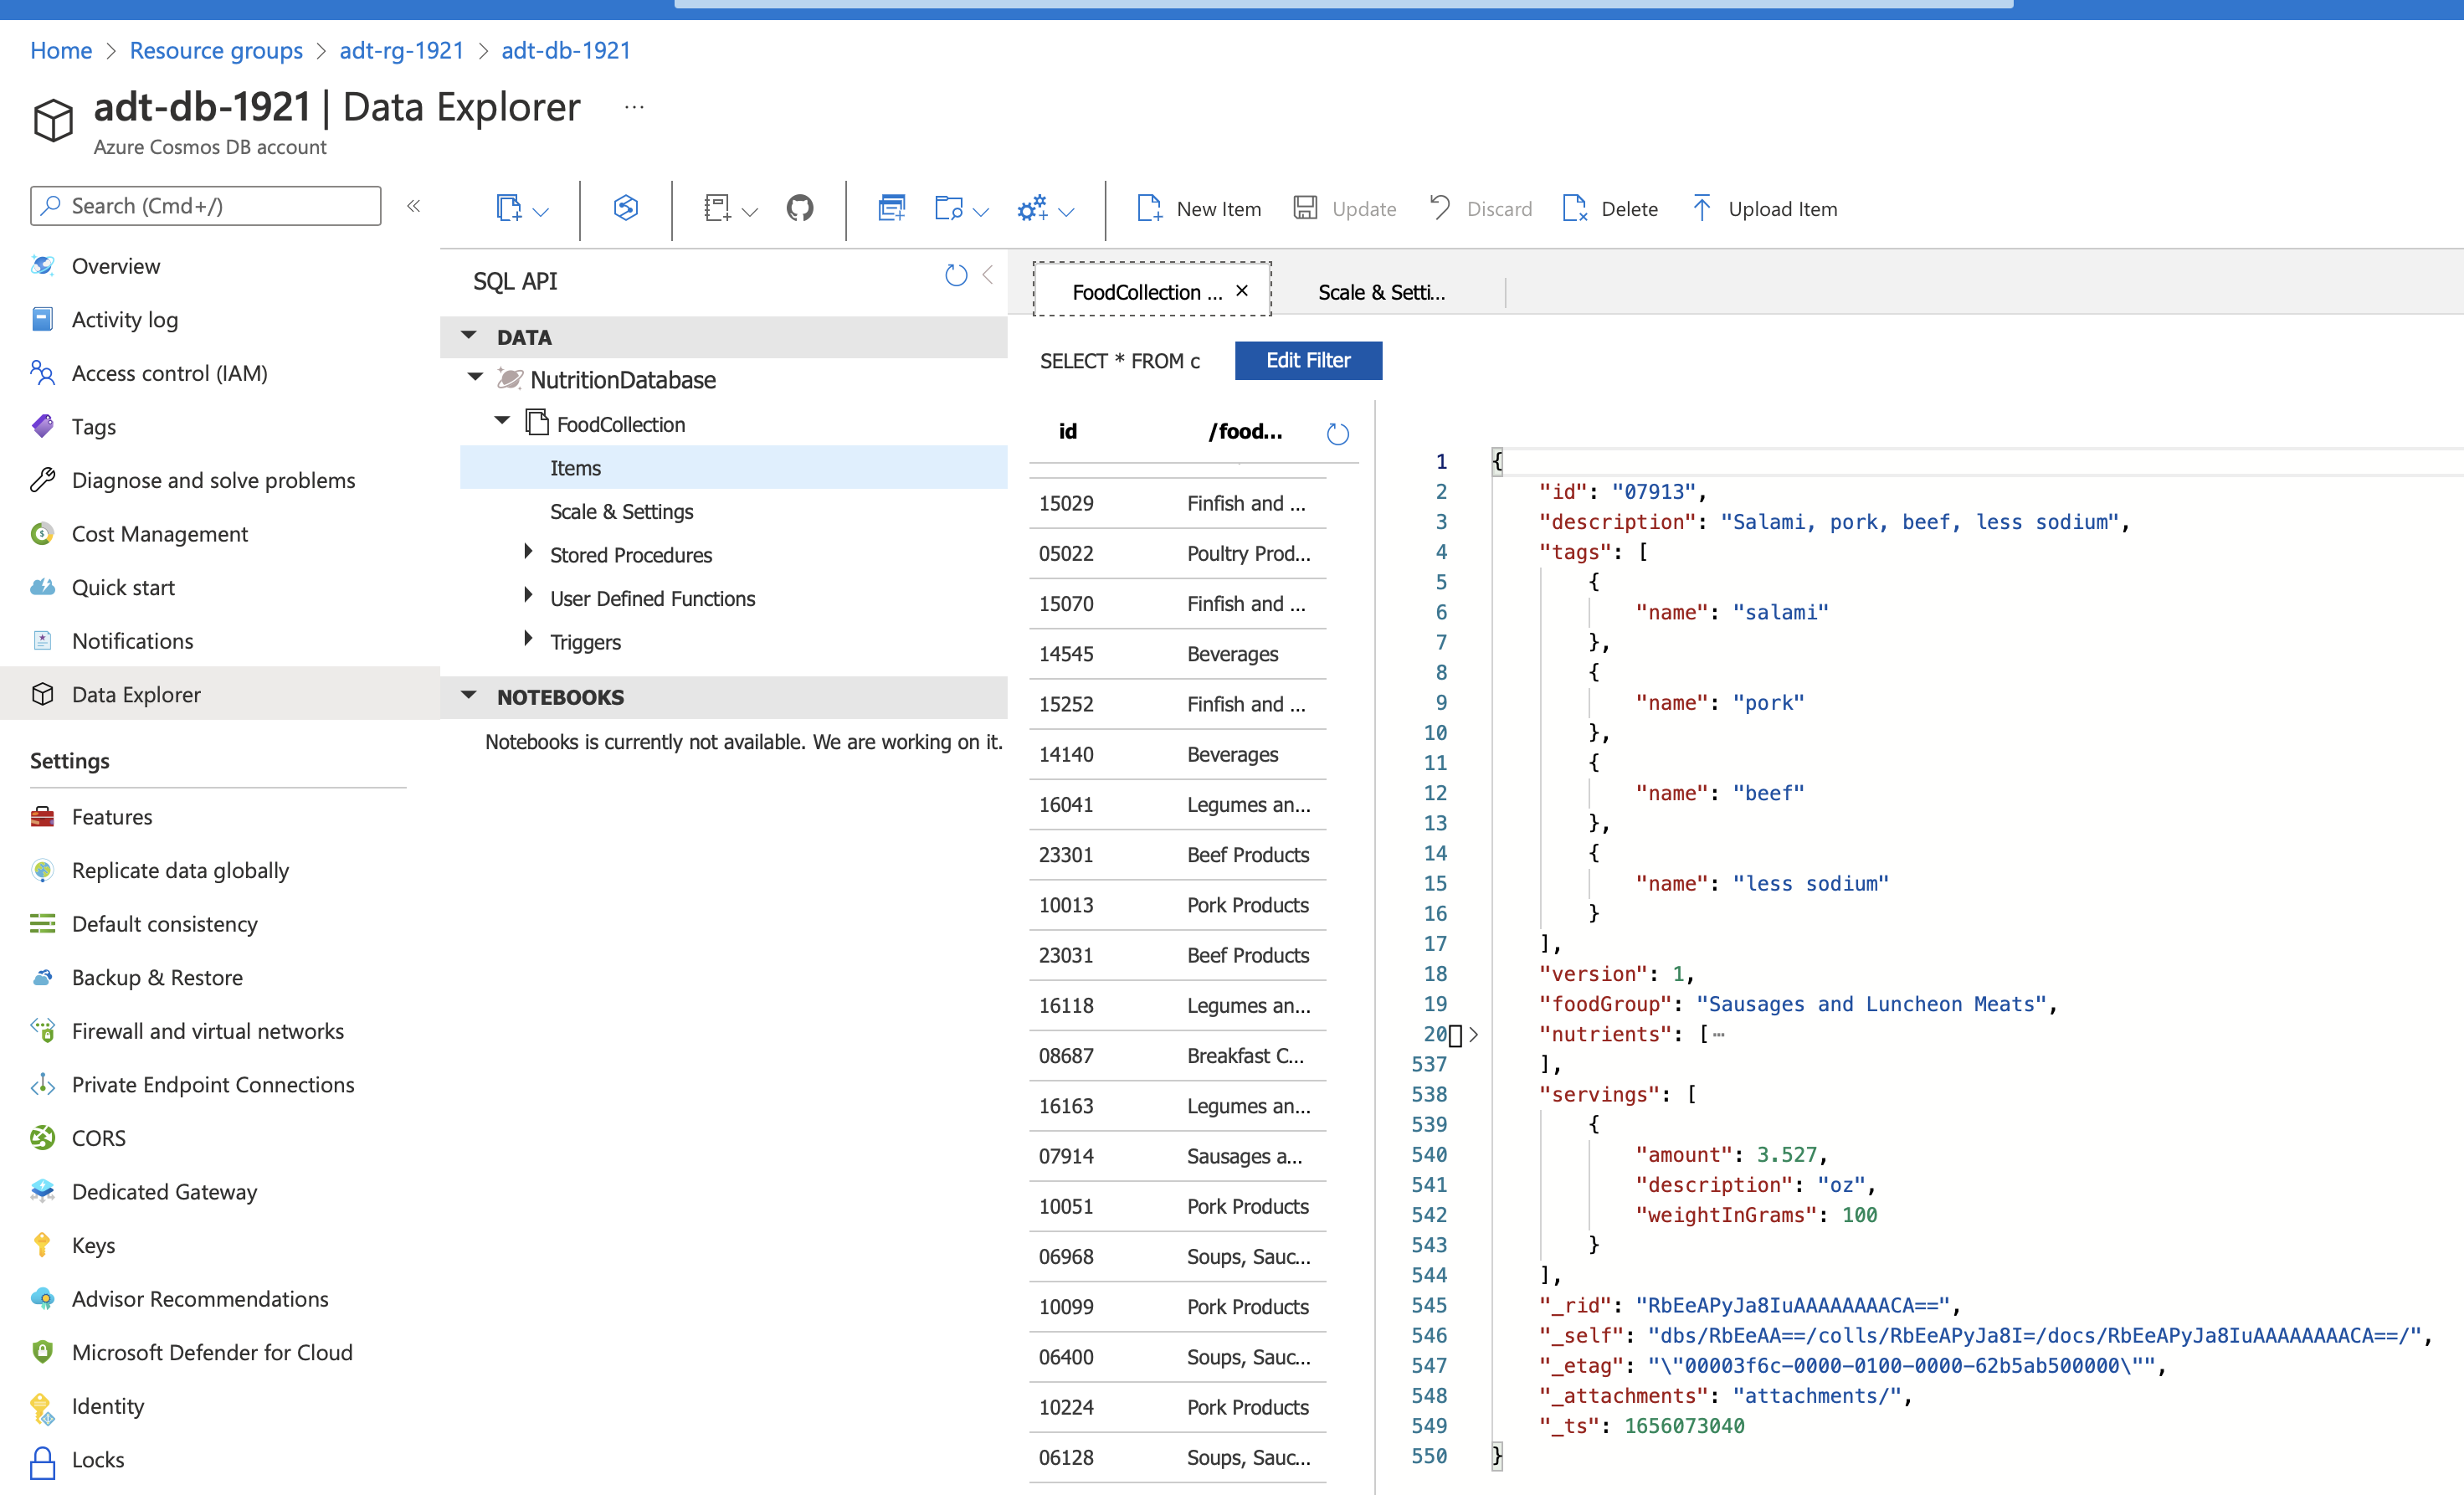 Home > Resource groups > adt-rg-1921 > adt-db-1921
adt-db-1921 | Data Explorer ...
Azure Cosmos DB account
Search (Cmd+/)
Overview
Activity log
Access control (IAM)
Tags
Diagnose and solve problems
Cost Management
Quick start
Notifications
Data Explorer
Settings
Features
Replicate data globally
Default consistency
Backup & Restore
Firewall and virtual networks
Private Endpoint Connections
CORS
Dedicated Gateway
Keys
Advisor Recommendations
Microsoft Defender for Cloud
Identity
Locks
New Item Update Discard Delete Upload Item
SQL API
DATA
NutritionDatabase
FoodCollection
Items
Scale & Settings
Stored Procedures
User Defined Functions
Triggers
NOTEBOOKS
Notebooks is currently not available. We are working on it.
FoodCollection ... × Scale & Setti...
SELECT * FROM c Edit Filter
id /food...
15029 Finfish and ...
05022 Poultry Prod...
15070 Finfish and ...
14545 Beverages
15252 Finfish and ...
14140 Beverages
16041 Legumes an...
23301 Beef Products
10013 Pork Products
23031 Beef Products
16118 Legumes an...
08687 Breakfast C...
16163 Legumes an...
07914 Sausages a...
10051 Pork Products
06968 Soups, Sauc...
10099 Pork Products
06400 Soups, Sauc...
10224 Pork Products
06128 Soups, Sauc...
1 {
2 "id": "07913",
3 "description": "Salami, pork, beef, less sodium",
4 "tags": [
5 {
6 "name": "salami"
7 },
8 {
9 "name": "pork"
10 },
11 {
12 "name": "beef"
13 },
14 {
15 "name": "less sodium"
16 }
17 ],
18 "version": 1,
19 "foodGroup": "Sausages and Luncheon Meats",
20 > "nutrients": [...
537 ],
538 "servings": [
539 {
540 "amount": 3.527,
541 "description": "oz",
542 "weightInGrams": 100
543 }
544 ],
545 "_rid": "RbEeAPyJa8IuAAAAAAAACA==",
546 "_self": "dbs/RbEeAA==/colls/RbEeAPyJa8I=/docs/RbEeAPyJa8IuAAAAAAAACA==/",
547 "_etag": "\"00003f6c-0000-0100-0000-62b5ab500000\"",
548 "_attachments": "attachments/",
549 "_ts": 1656073040
550 }